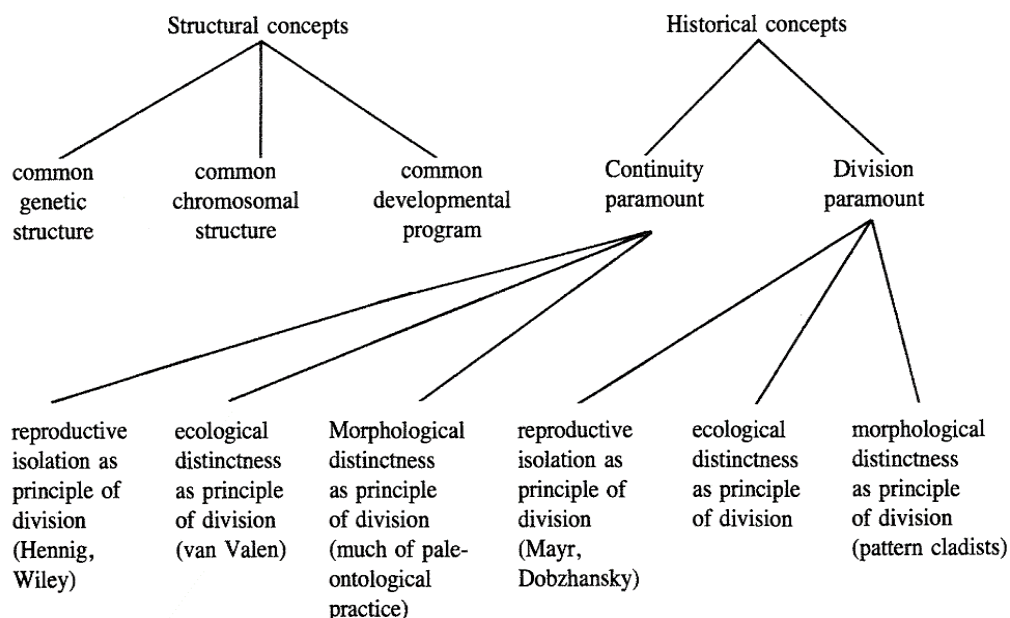 Structural concepts
Historical concepts
common
genetic
structure
common
chromosomal
structure
common
developmental
program
Continuity
paramount
Division
paramount
reproductive
isolation as
principle of
division
(Hennig,
Wiley)
ecological
distinctness
as principle
of division
(van Valen)
Morphological
distinctness
as principle
of division
(much of pale-
ontological
practice)
reproductive
isolation as
principle of
division
(Mayr,
Dobzhansky)
ecological
distinctness
as principle
of division
morphological
distinctness
as principle
of division
(pattern cladists)